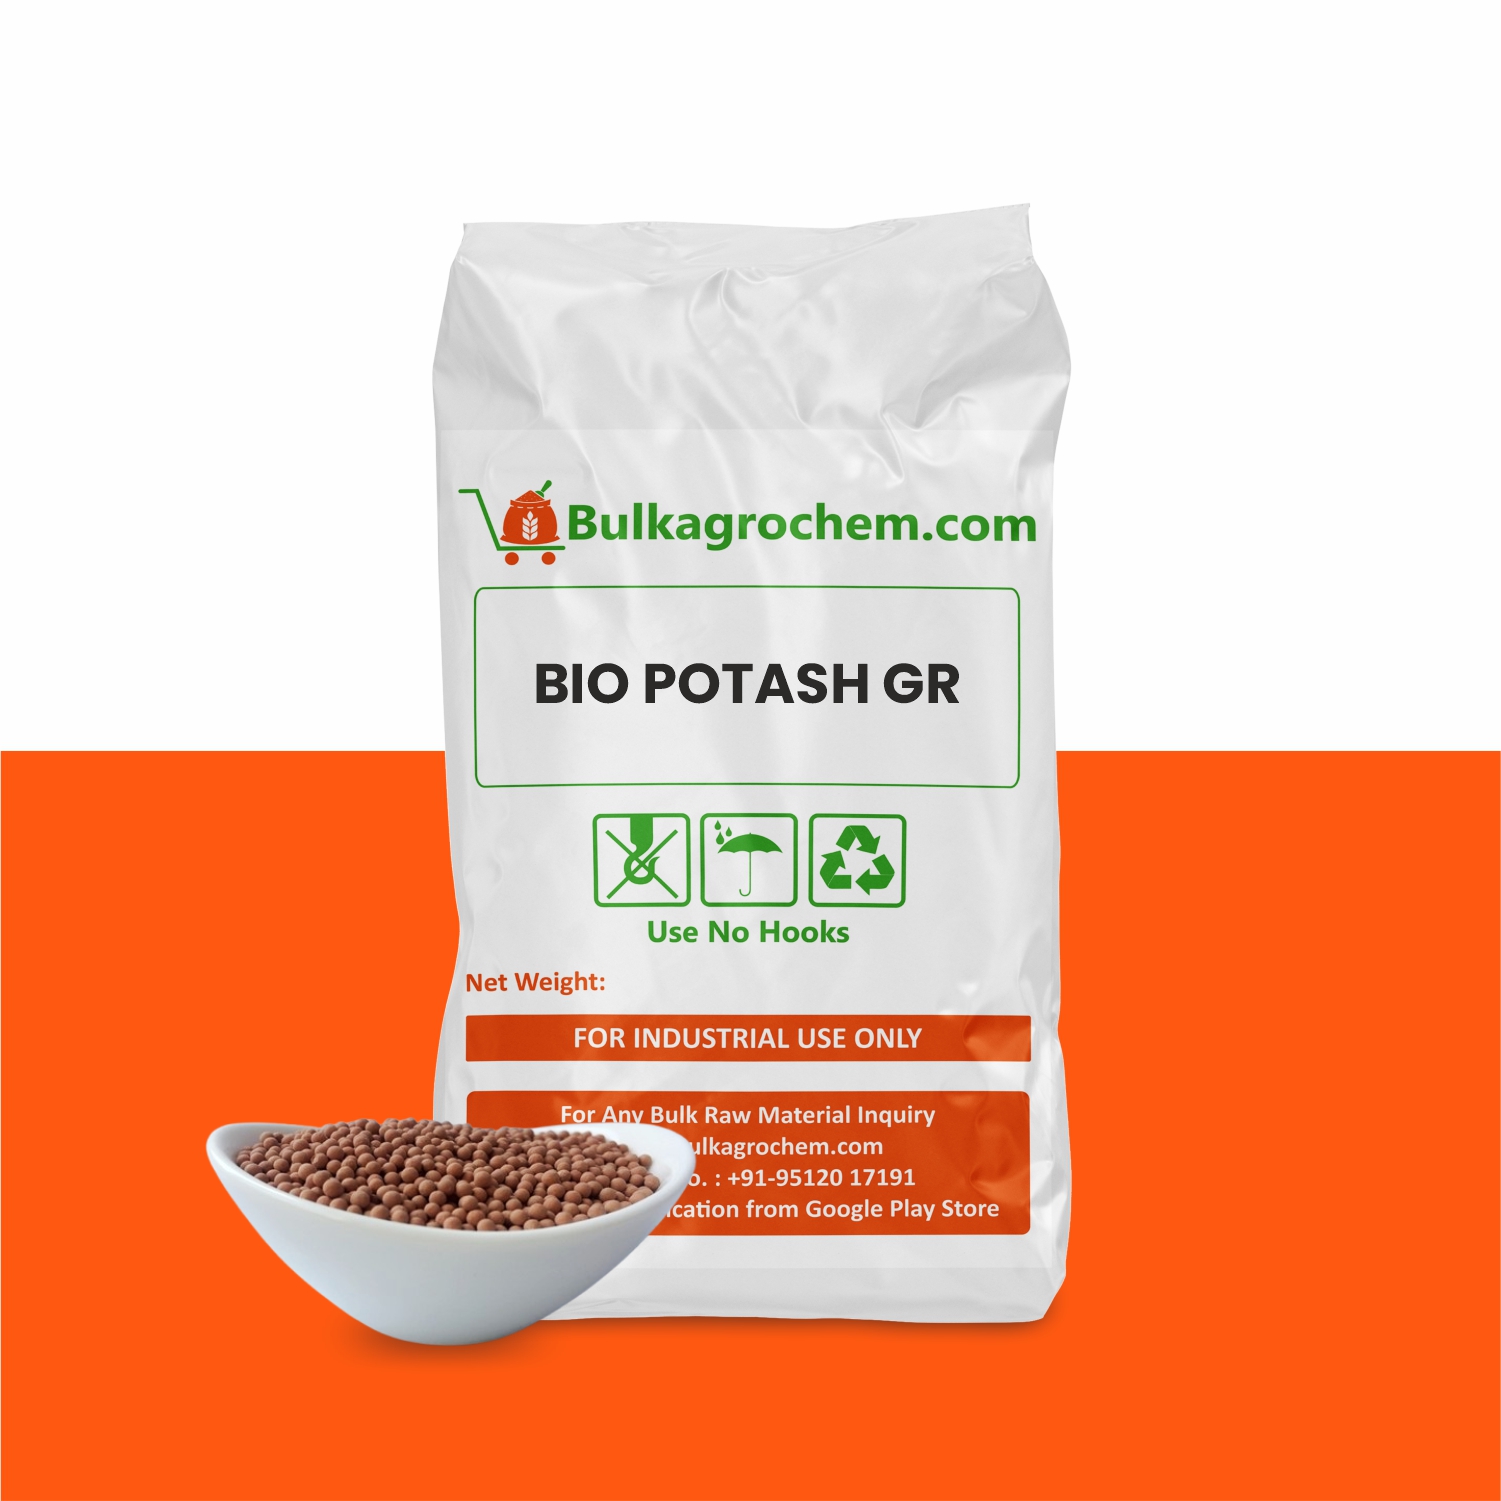 Bulkagrochem.com
BIO POTASH GR
Use No Hooks
Net Weight:
FOR INDUSTRIAL USE ONLY
For Any Bulk Raw Material Inquiry
ulkagrochem.com
o. : +91-95120 17191
ication from Google Play Store